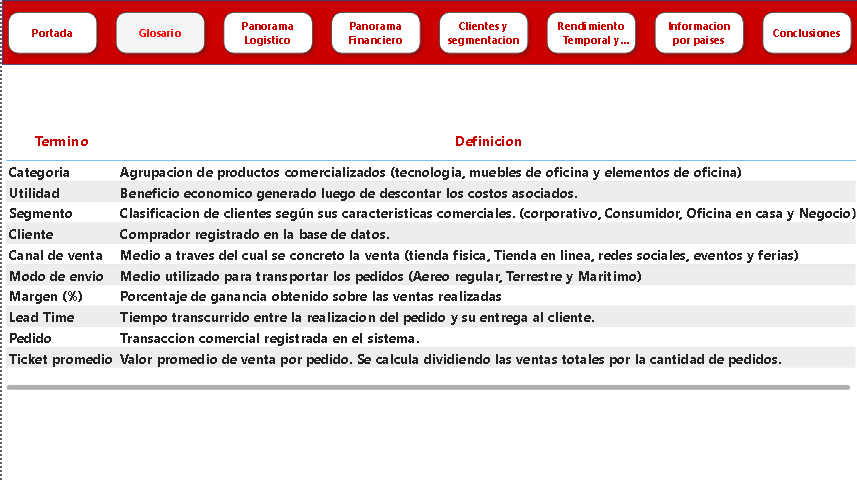 Portada
Glosario
Panorama
Logistico
Panorama
Financiero
Clientes y
segmentacion
Rendimiento
Temporal y ...
Informacion
por paises
Conclusiones
Termino Definicion
Categoria Agrupacion de productos comercializados (tecnologia, muebles de oficina y elementos de oficina)
Utilidad Beneficio economico generado luego de descontar los costos asociados.
Segmento Clasificacion de clientes según sus caracteristicas comerciales. (corporativo, Consumidor, Oficina en casa y Negocio)
Cliente Comprador registrado en la base de datos.
Canal de venta Medio a traves del cual se concreto la venta (tienda fisica, Tienda en linea, redes sociales, eventos y ferias)
Modo de envio Medio utilizado para transportar los pedidos (Aereo regular, Terrestre y Maritimo)
Margen (%) Porcentaje de ganancia obtenido sobre las ventas realizadas
Lead Time Tiempo transcurrido entre la realizacion del pedido y su entrega al cliente.
Pedido Transaccion comercial registrada en el sistema.
Ticket promedio Valor promedio de venta por pedido. Se calcula dividiendo las ventas totales por la cantidad de pedidos.